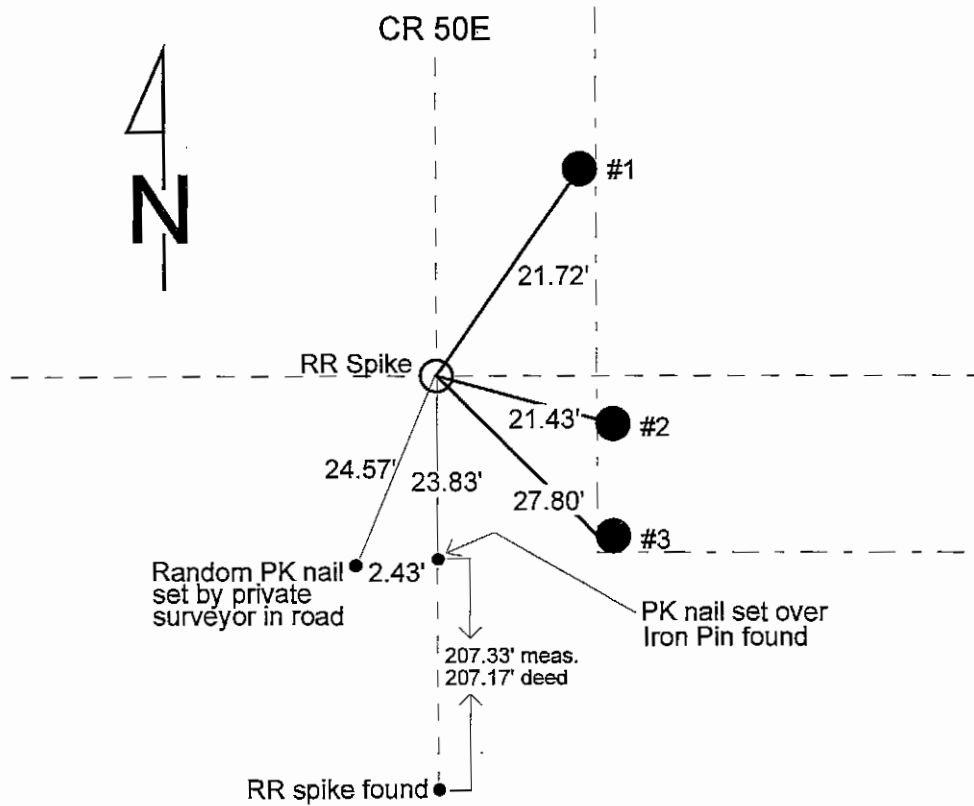 CR 50E
N
#1
21.72'
RR Spike
21.43'
#2
24.57'
23.83'
27.80'
#3
Random PK nail
set by private
surveyor in road
2.43'
PK nail set over
Iron Pin found
207.33' meas.
207.17' deed
RR spike found